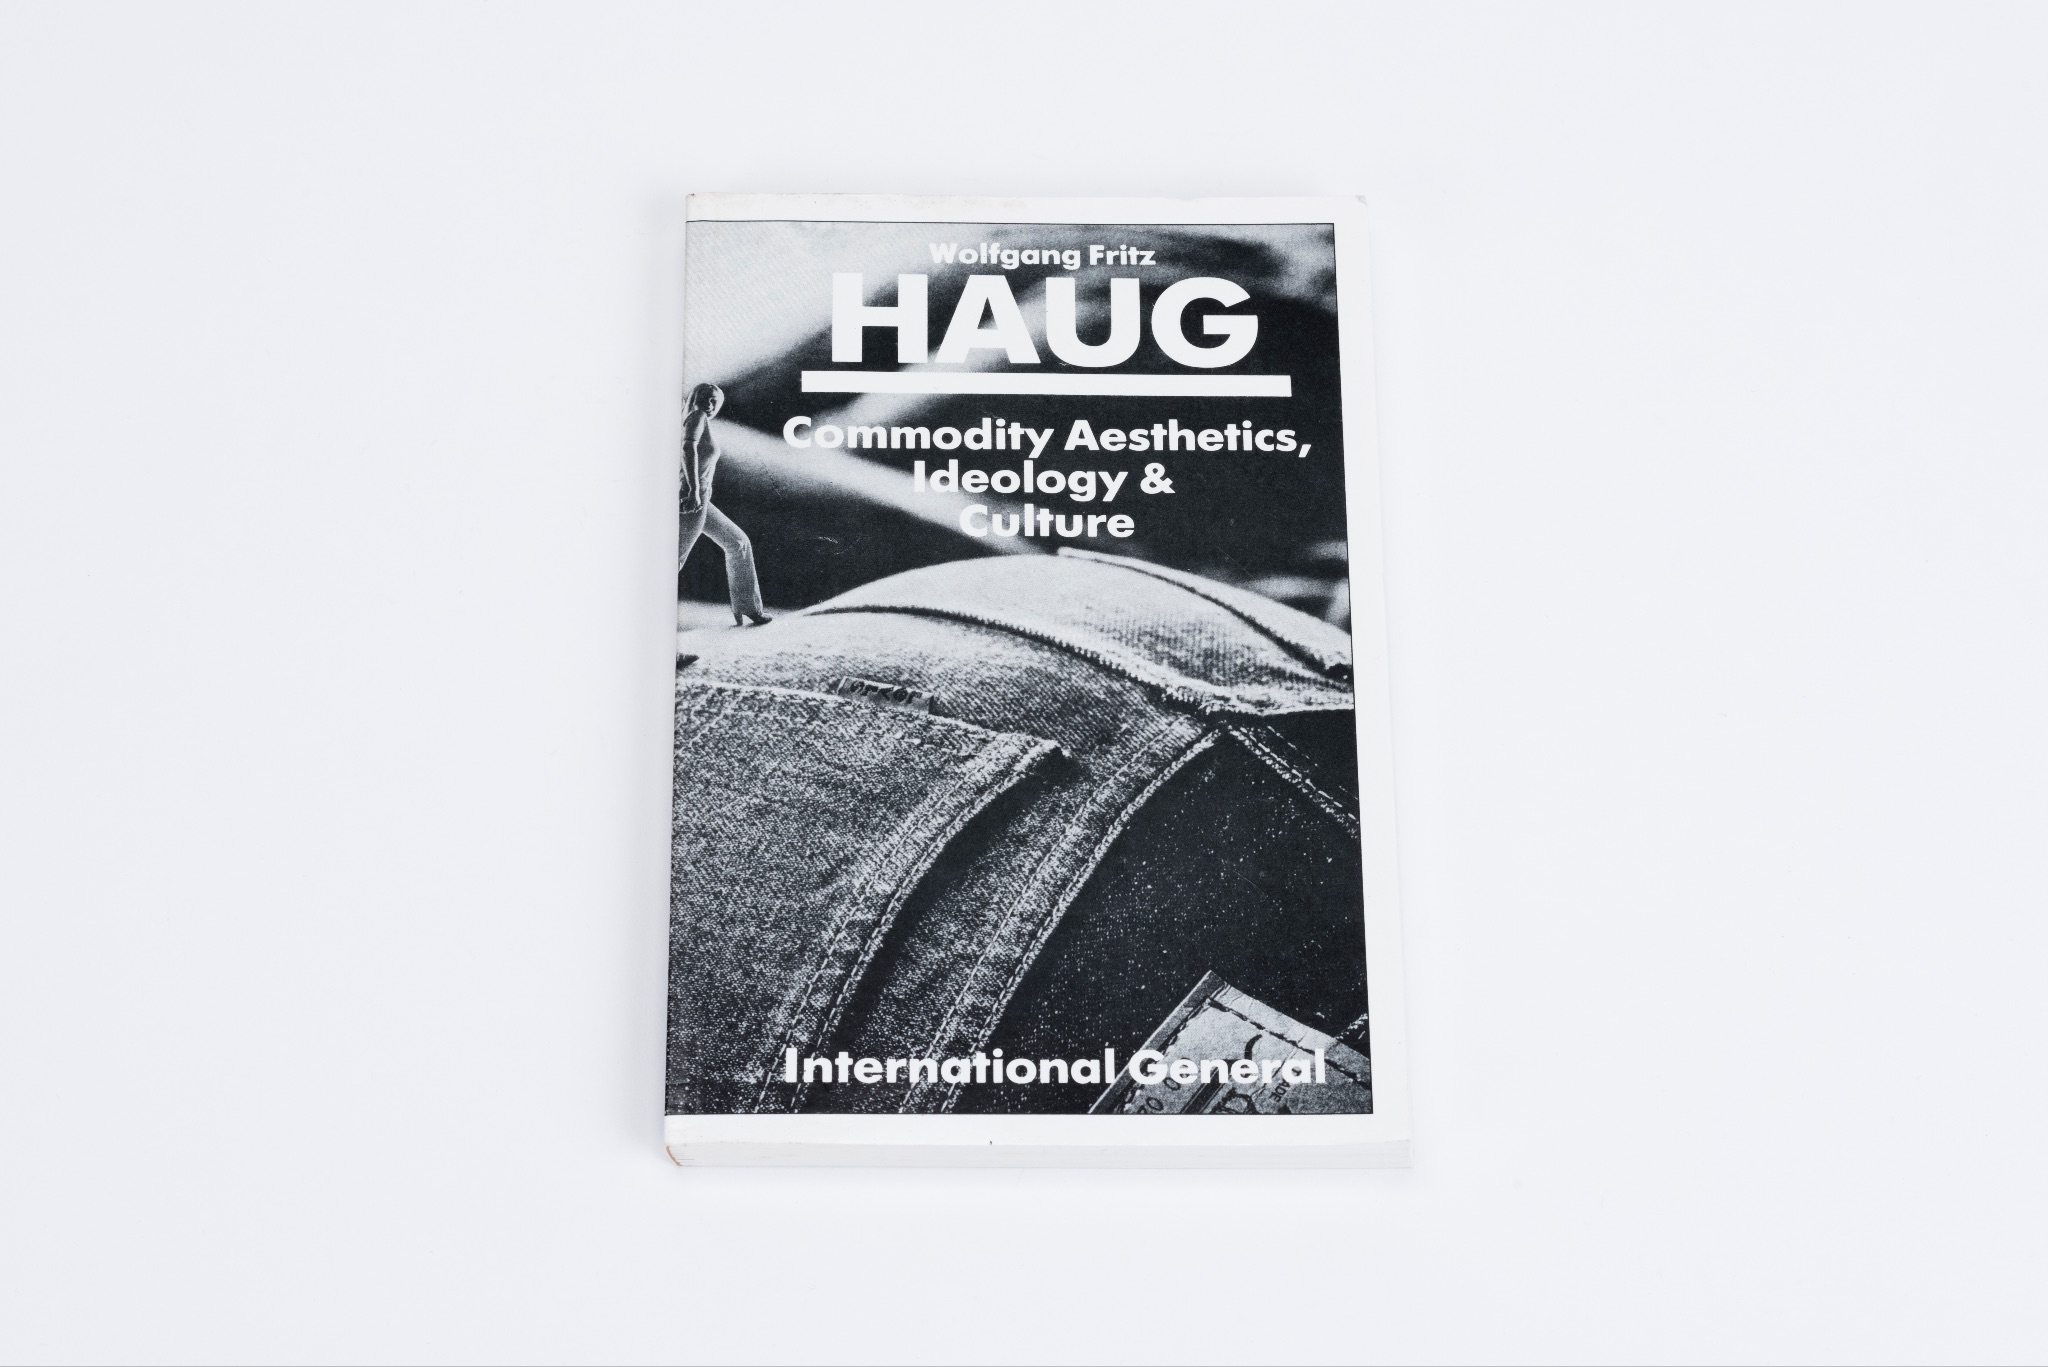 Wolfgang Fritz
HAUG
Commodity Aesthetics,
Ideology &
Culture
International General